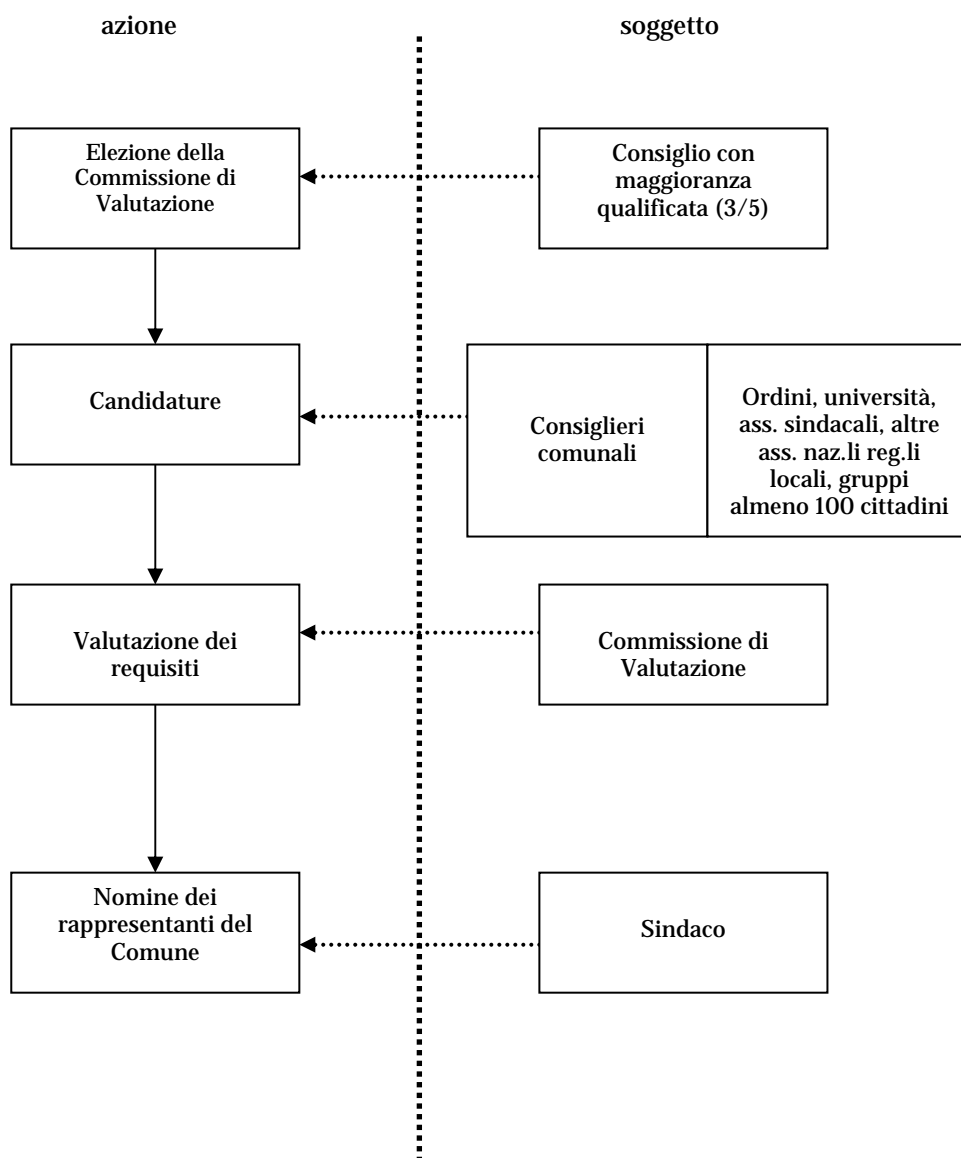 azione
soggetto
Elezione della
Commissione di
Valutazione
Consiglio con
maggioranza
qualificata (3/5)
Candidature
Consiglieri
comunali
Ordini, università,
ass. sindacali, altre
ass. naz.li reg.li
locali, gruppi
almeno 100 cittadini
Valutazione dei
requisiti
Commissione di
Valutazione
Nomine dei
rappresentanti del
Comune
Sindaco